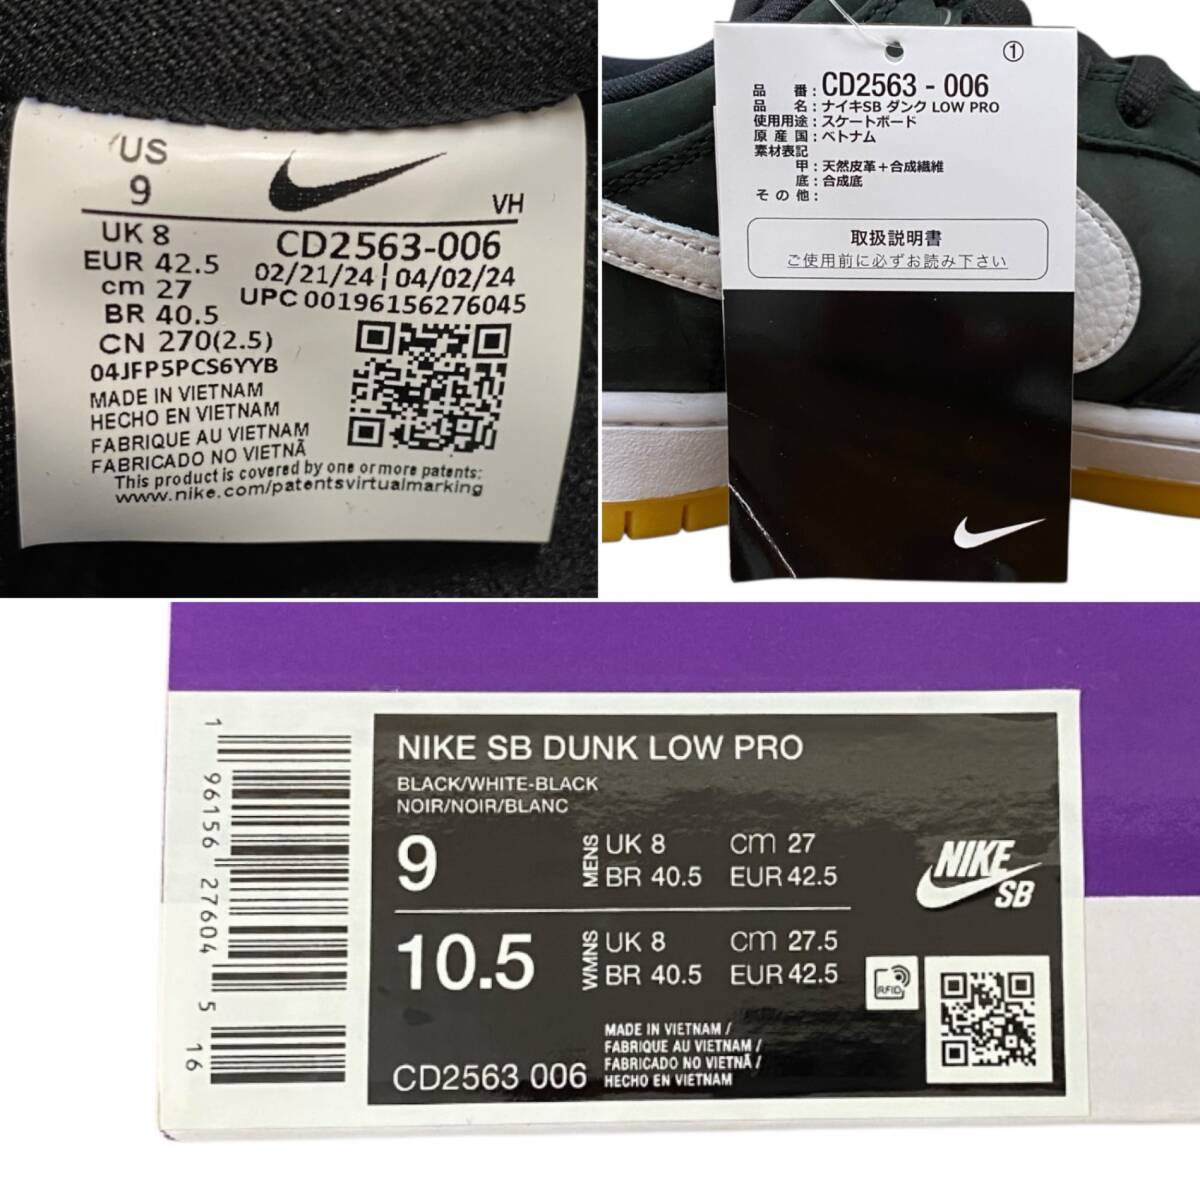 US
9
VH
UK 8
EUR 42.5
cm 27
BR 40.5
CN 270(2.5)
CD2563-006
02/21/24 04/02/24
UPC 00196156276045
04JFP5PCS6YYB
MADE IN VIETNAM
HECHO EN VIETNAM
FABRIQUE AU VIETNAM
FABRICADO NO VIETNÃ
This product is covered by one or more patents:
www.nike.com/patentsvirtualmarking
①
品 番：CD2563 - 006
品 名：ナイキSB ダンク LOW PRO
使用用途：スケートボード
原 産 国：ベトナム
素材表記
甲：天然皮革＋合成繊維
底：合成底
そ の 他：
取扱説明書
ご使用前に必ずお読み下さい
1 96156 27604 5 16
NIKE SB DUNK LOW PRO
BLACK/WHITE-BLACK
NOIR/NOIR/BLANC
9 MENS UK 8 cm 27
BR 40.5 EUR 42.5
10.5 WMNS UK 8 cm 27.5
BR 40.5 EUR 42.5
NIKE
SB
RFID
MADE IN VIETNAM /
FABRIQUE AU VIETNAM /
FABRICADO NO VIETNÃ /
HECHO EN VIETNAM
CD2563 006